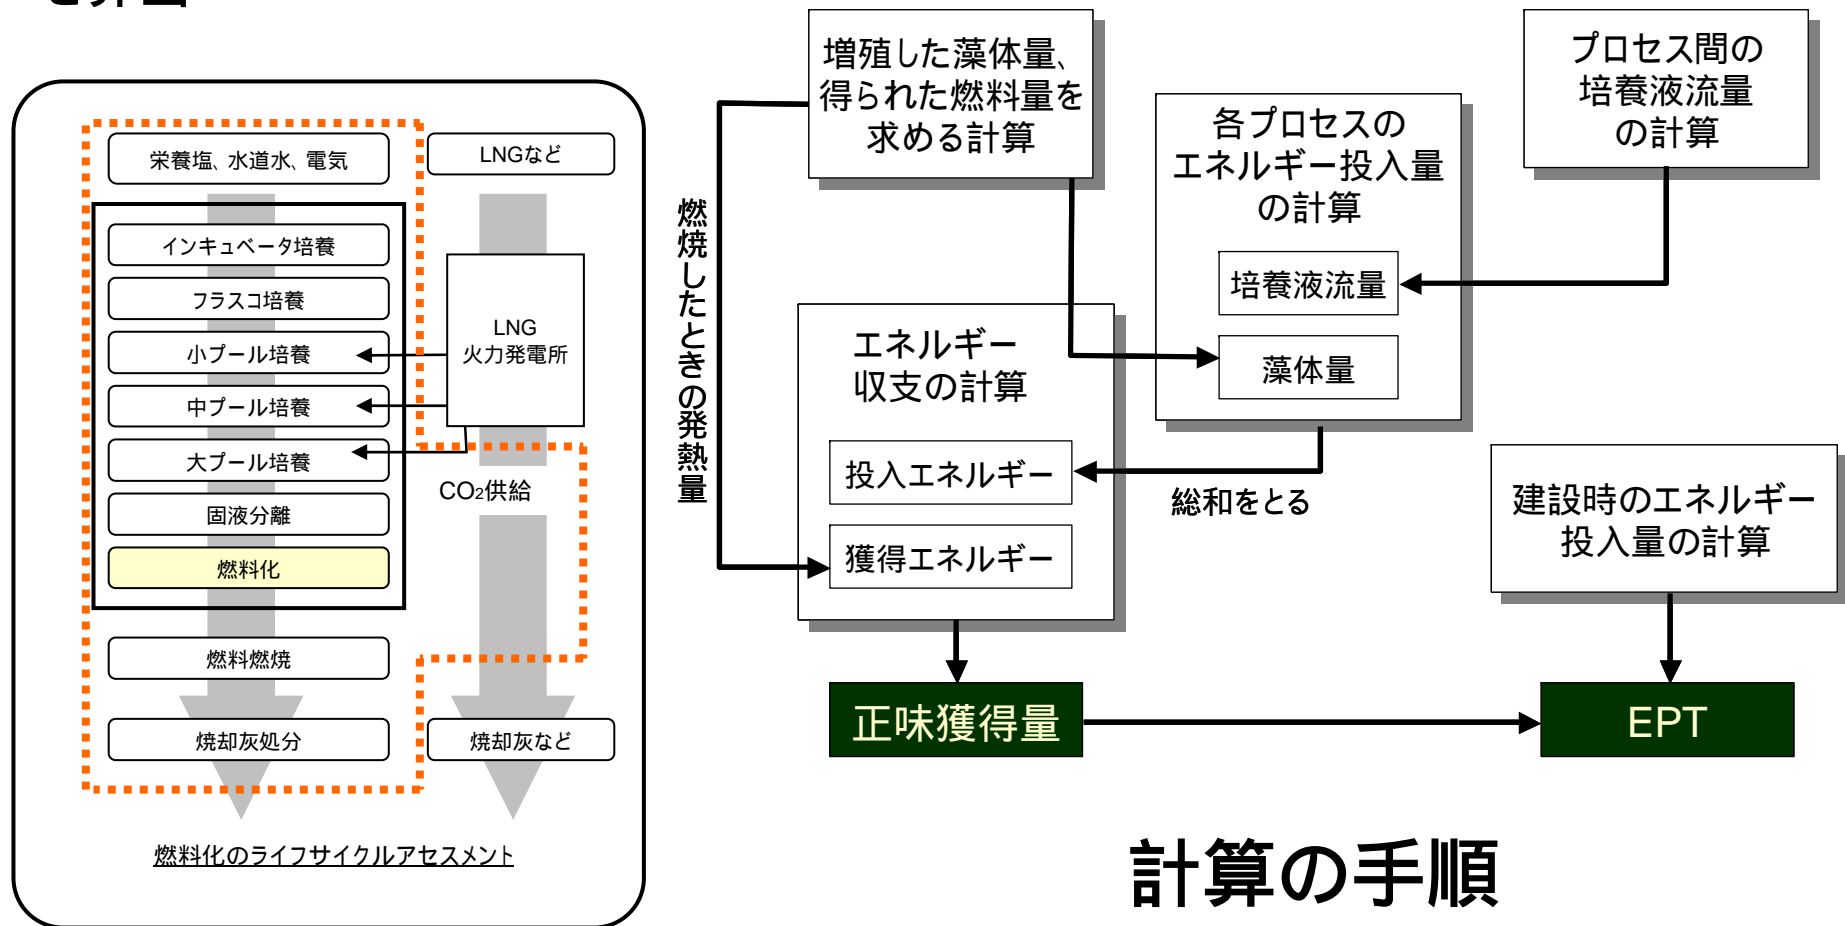 栄養塩、水道水、電気
LNGなど
インキュベータ培養
フラスコ培養
小プール培養
中プール培養
大プール培養
固液分離
燃料化
燃料燃焼
焼却灰処分
LNG
火力発電所
CO2供給
焼却灰など
燃料化のライフサイクルアセスメント
増殖した藻体量、
得られた燃料量を
求める計算
各プロセスの
エネルギー投入量
の計算
培養液流量
藻体量
プロセス間の
培養液流量
の計算
燃焼したときの発熱量
エネルギー
収支の計算
投入エネルギー
獲得エネルギー
総和をとる
建設時のエネルギー
投入量の計算
正味獲得量
EPT
計算の手順